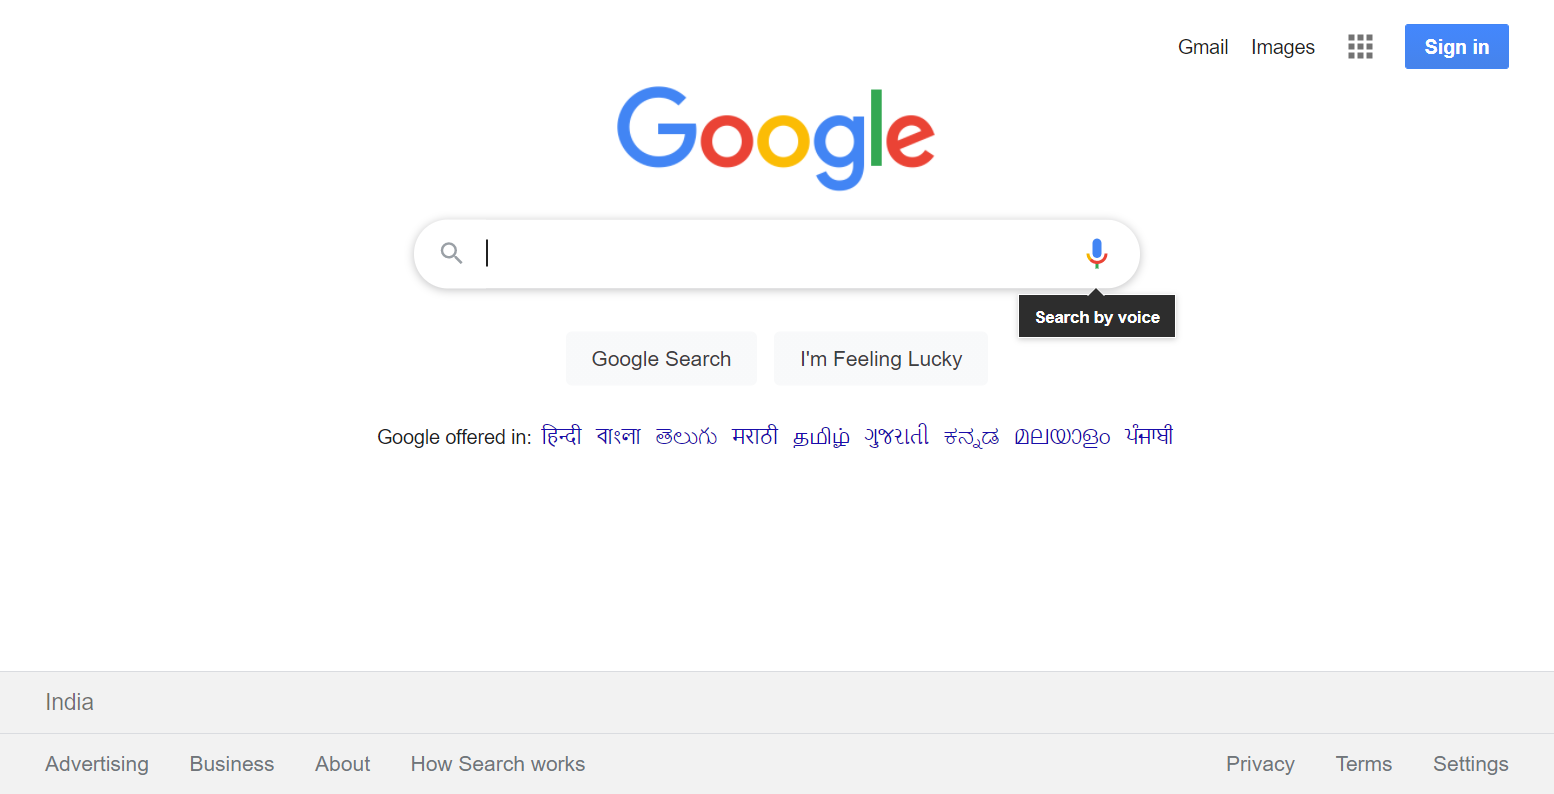 Gmail Images Sign in
Google
Search by voice
Google Search I'm Feeling Lucky
Google offered in: हिन्दी বাংলা తెలుగు मराठी தமிழ் ગુજરાતી ಕನ್ನಡ മലയാളം ਪੰਜਾਬੀ
India
Advertising Business About How Search works Privacy Terms Settings